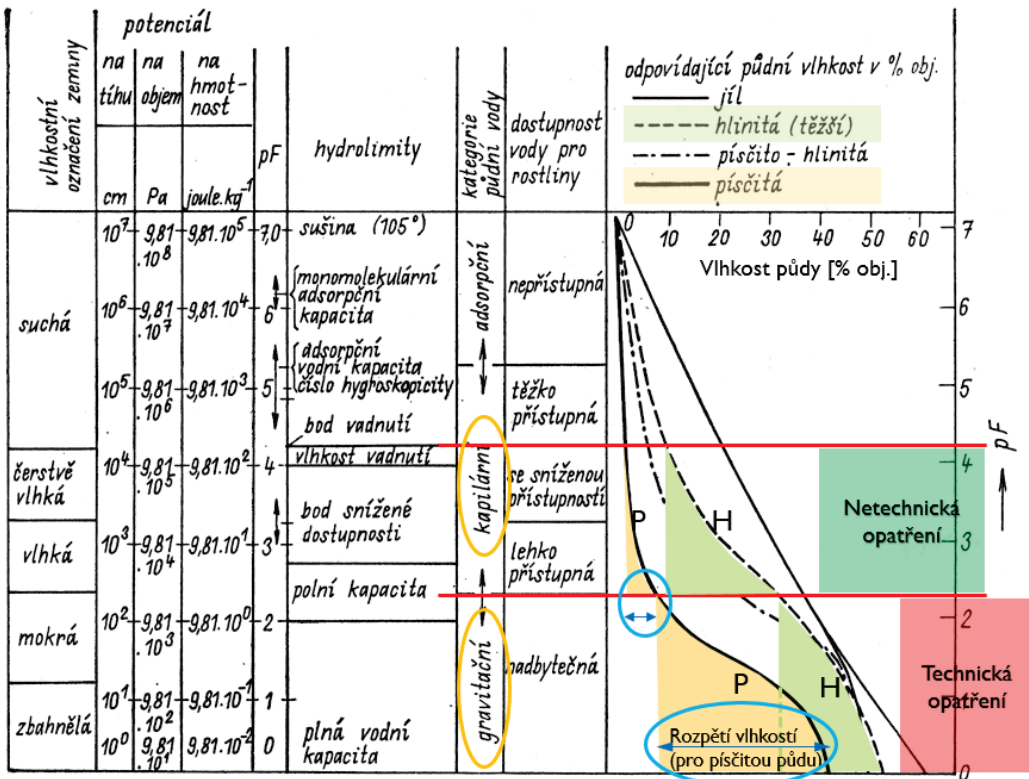 potenciál
vlhkostní
označení zeminy
na
tíhu
na
objem
na
hmot-
nost
cm
Pa
joule.kg⁻¹
pF
hydrolimity
kategorie
půdní vody
dostupnost
vody pro
rostliny
odpovídající půdní vlhkost v % obj.
jíl
hlinitá (těžší)
písčito - hlinitá
písčitá
suchá
čerstvě
vlhká
vlhká
mokrá
zbahnělá
10⁷
10⁶
10⁵
10⁴
10³
10²
10¹
10⁰
9,81
.10⁸
9,81
.10⁷
9,81
.10⁶
9,81
.10⁵
9,81
.10⁴
9,81
.10³
9,81
.10²
9,81
.10¹
9,81.10⁵
9,81.10⁴
9,81.10³
9,81.10²
9,81.10¹
9,81.10⁰
9,81.10⁻¹
9,81.10⁻²
7,0
6
5
4
3
2
1
0
sušina (105°)
monomolekulární
adsorpční
kapacita
adsorpční
vodní kapacita
číslo hygroskopicity
bod vadnutí
vlhkost vadnutí
bod snížené
dostupnosti
polní kapacita
plná vodní
kapacita
adsorpční
kapilární
gravitační
nepřístupná
těžko
přístupná
se sníženou
přístupností
lehko
přístupná
nadbytečná
0 10 20 30 40 50 60
Vlhkost půdy [% obj.]
7
6
5
4
3
2
0
pF
P
H
P
H
Netechnická
opatření
Technická
opatření
Rozpětí vlhkostí
(pro písčitou půdu)